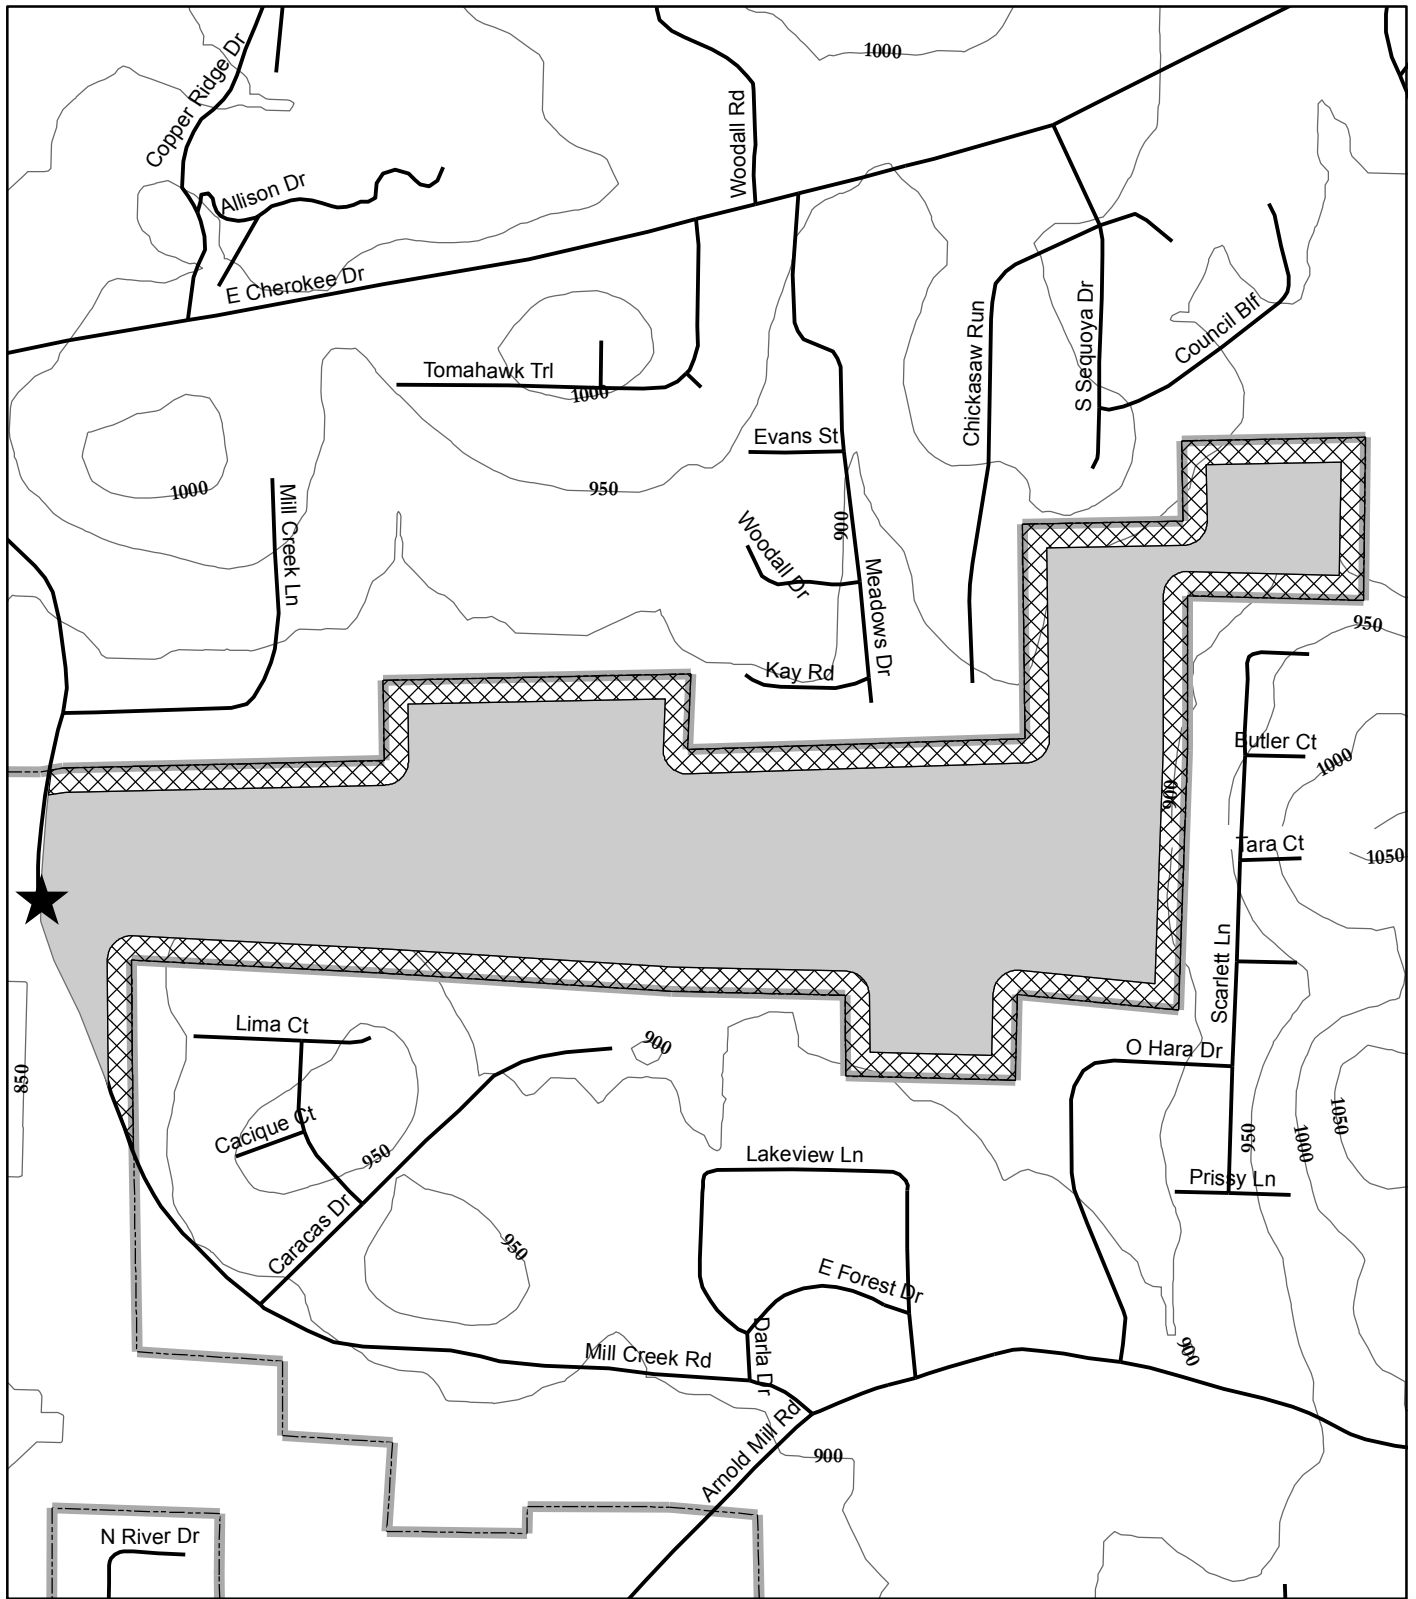 1000
Copper Ridge Dr
Woodall Rd
Allison Dr
E Cherokee Dr
Chickasaw Run
S Sequoya Dr
Council Blf
Tomahawk Trl
1000
Evans St
1000
950
Mill Creek Ln
900
Woodall Dr
Meadows Dr
950
Kay Rd
Butler Ct
1000
900
Tara Ct
1050
Scarlett Ln
Lima Ct
900
O Hara Dr
850
Cacique Ct
950
1050
950
1000
Lakeview Ln
Prissy Ln
Caracas Dr
950
E Forest Dr
Mill Creek Rd
Darla Dr
900
Arnold Mill Rd
900
N River Dr